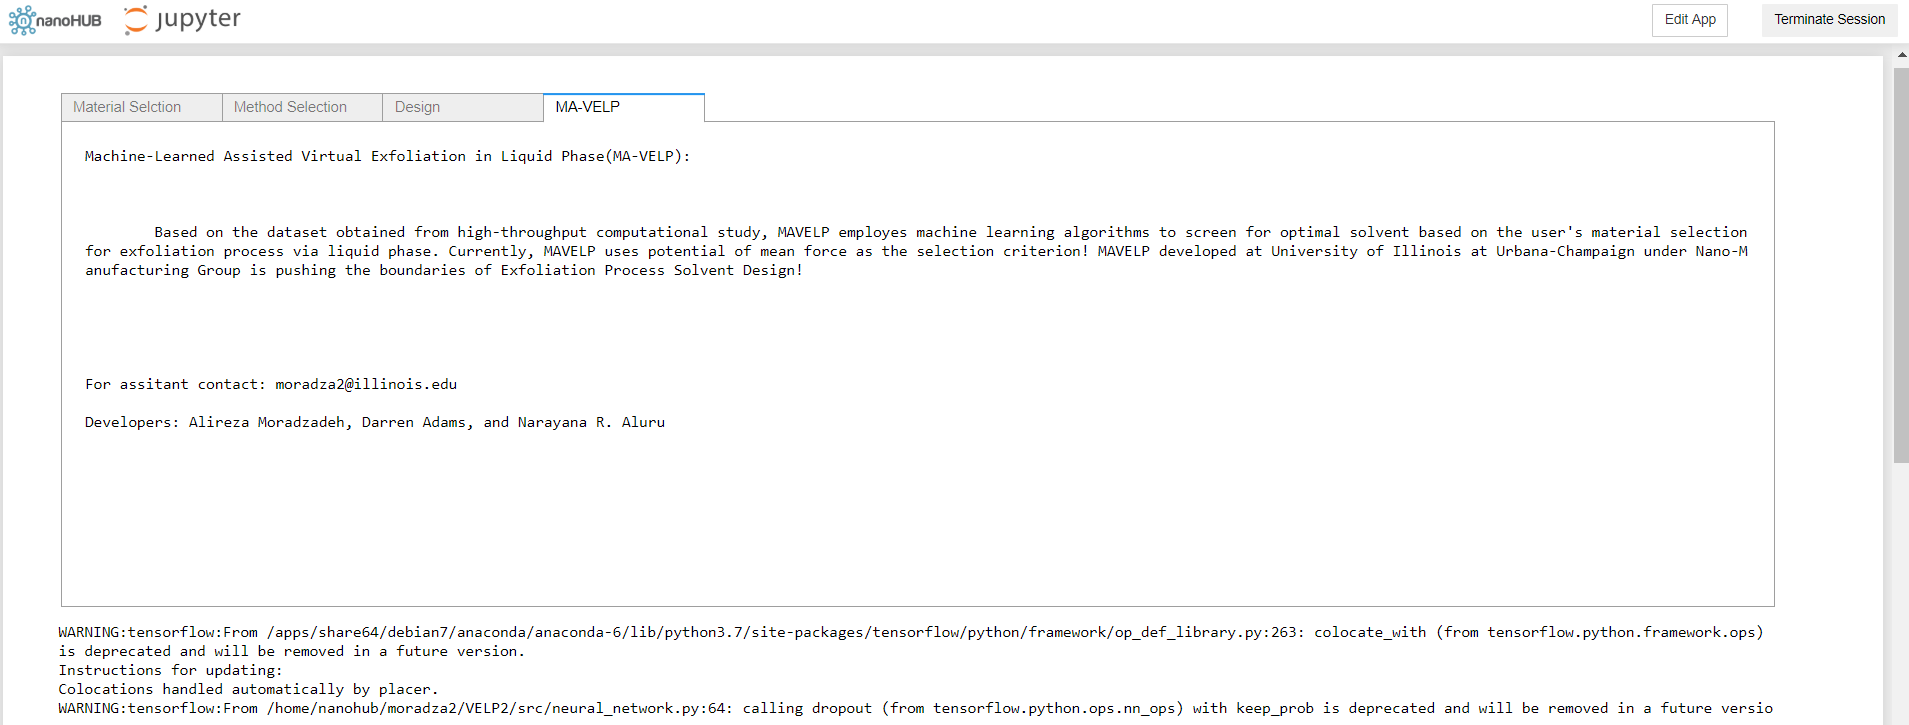 nanoHUB jupyter Edit App Terminate Session
Material Selction Method Selection Design MA-VELP
Machine-Learned Assisted Virtual Exfoliation in Liquid Phase(MA-VELP):
Based on the dataset obtained from high-throughput computational study, MAVELP employes machine learning algorithms to screen for optimal solvent based on the user's material selection
for exfoliation process via liquid phase. Currently, MAVELP uses potential of mean force as the selection criterion! MAVELP developed at University of Illinois at Urbana-Champaign under Nano-M
anufacturing Group is pushing the boundaries of Exfoliation Process Solvent Design!
For assitant contact: moradza2@illinois.edu
Developers: Alireza Moradzadeh, Darren Adams, and Narayana R. Aluru
WARNING:tensorflow:From /apps/share64/debian7/anaconda/anaconda-6/lib/python3.7/site-packages/tensorflow/python/framework/op_def_library.py:263: colocate_with (from tensorflow.python.framework.ops)
is deprecated and will be removed in a future version.
Instructions for updating:
Colocations handled automatically by placer.
WARNING:tensorflow:From /home/nanohub/moradza2/VELP2/src/neural_network.py:64: calling dropout (from tensorflow.python.ops.nn_ops) with keep_prob is deprecated and will be removed in a future versio